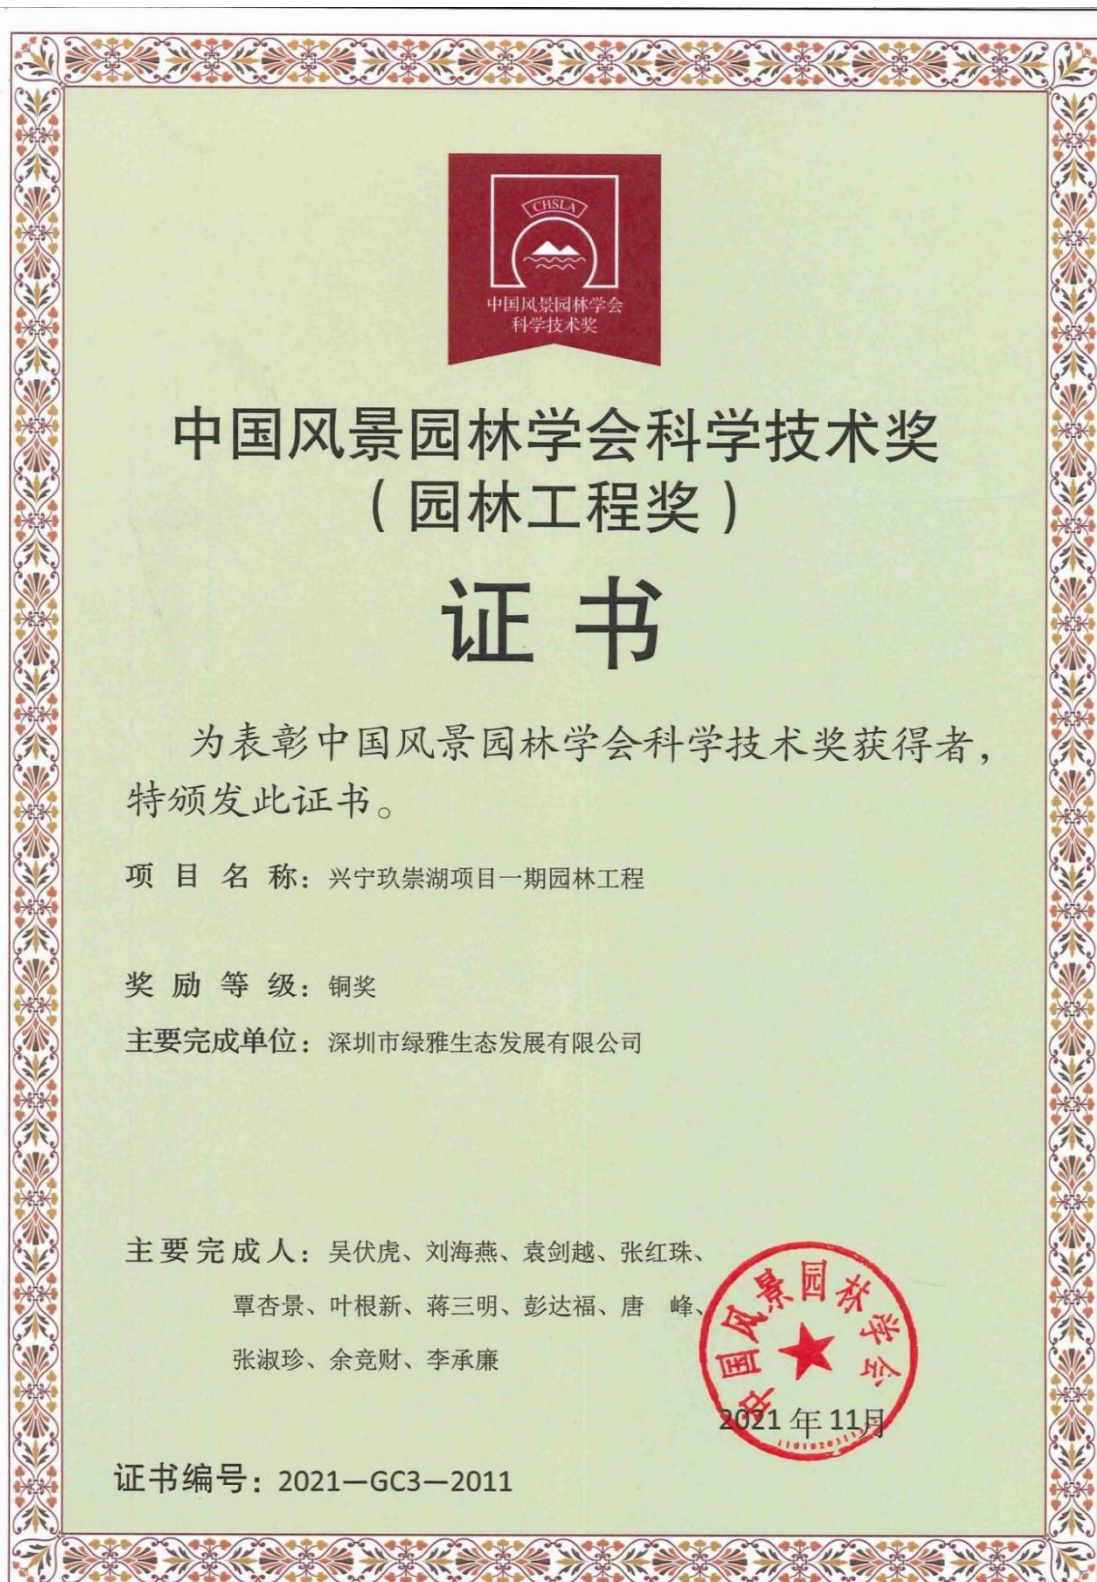 CHSLA
中国风景园林学会
科学技术奖
中国风景园林学会科学技术奖
（园林工程奖）
证书
为表彰中国风景园林学会科学技术奖获得者，
特颁发此证书。
项目名称：兴宁玖崇湖项目一期园林工程
奖励等级：铜奖
主要完成单位：深圳市绿雅生态发展有限公司
主要完成人：吴伏虎、刘海燕、袁剑越、张红珠、
覃杏景、叶根新、蒋三明、彭达福、唐　峰、
张淑珍、余竞财、李承廉
中国风景园林学会
2021 年 11月
证书编号：2021—GC3—2011